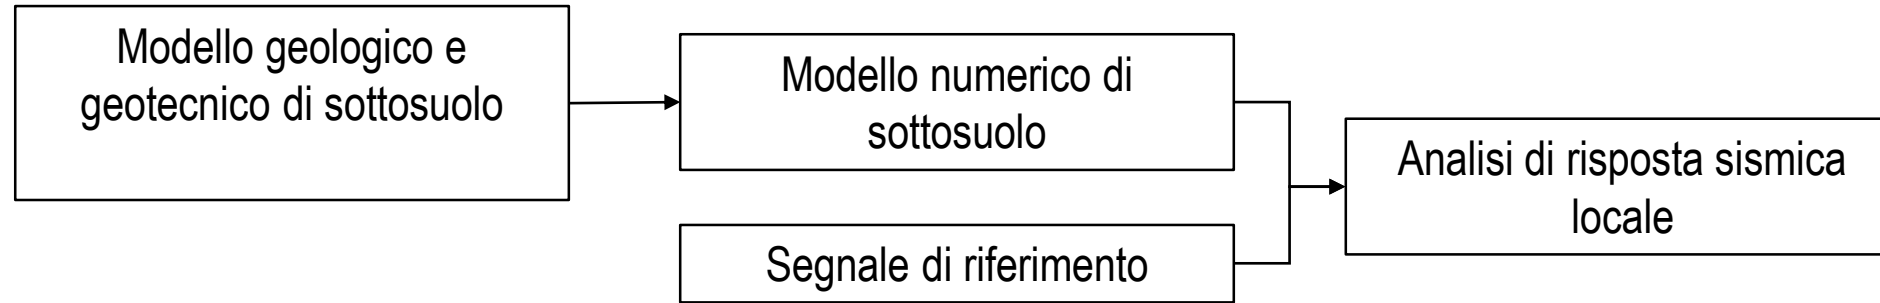 Modello geologico e
geotecnico di sottosuolo
Modello numerico di
sottosuolo
Segnale di riferimento
Analisi di risposta sismica
locale